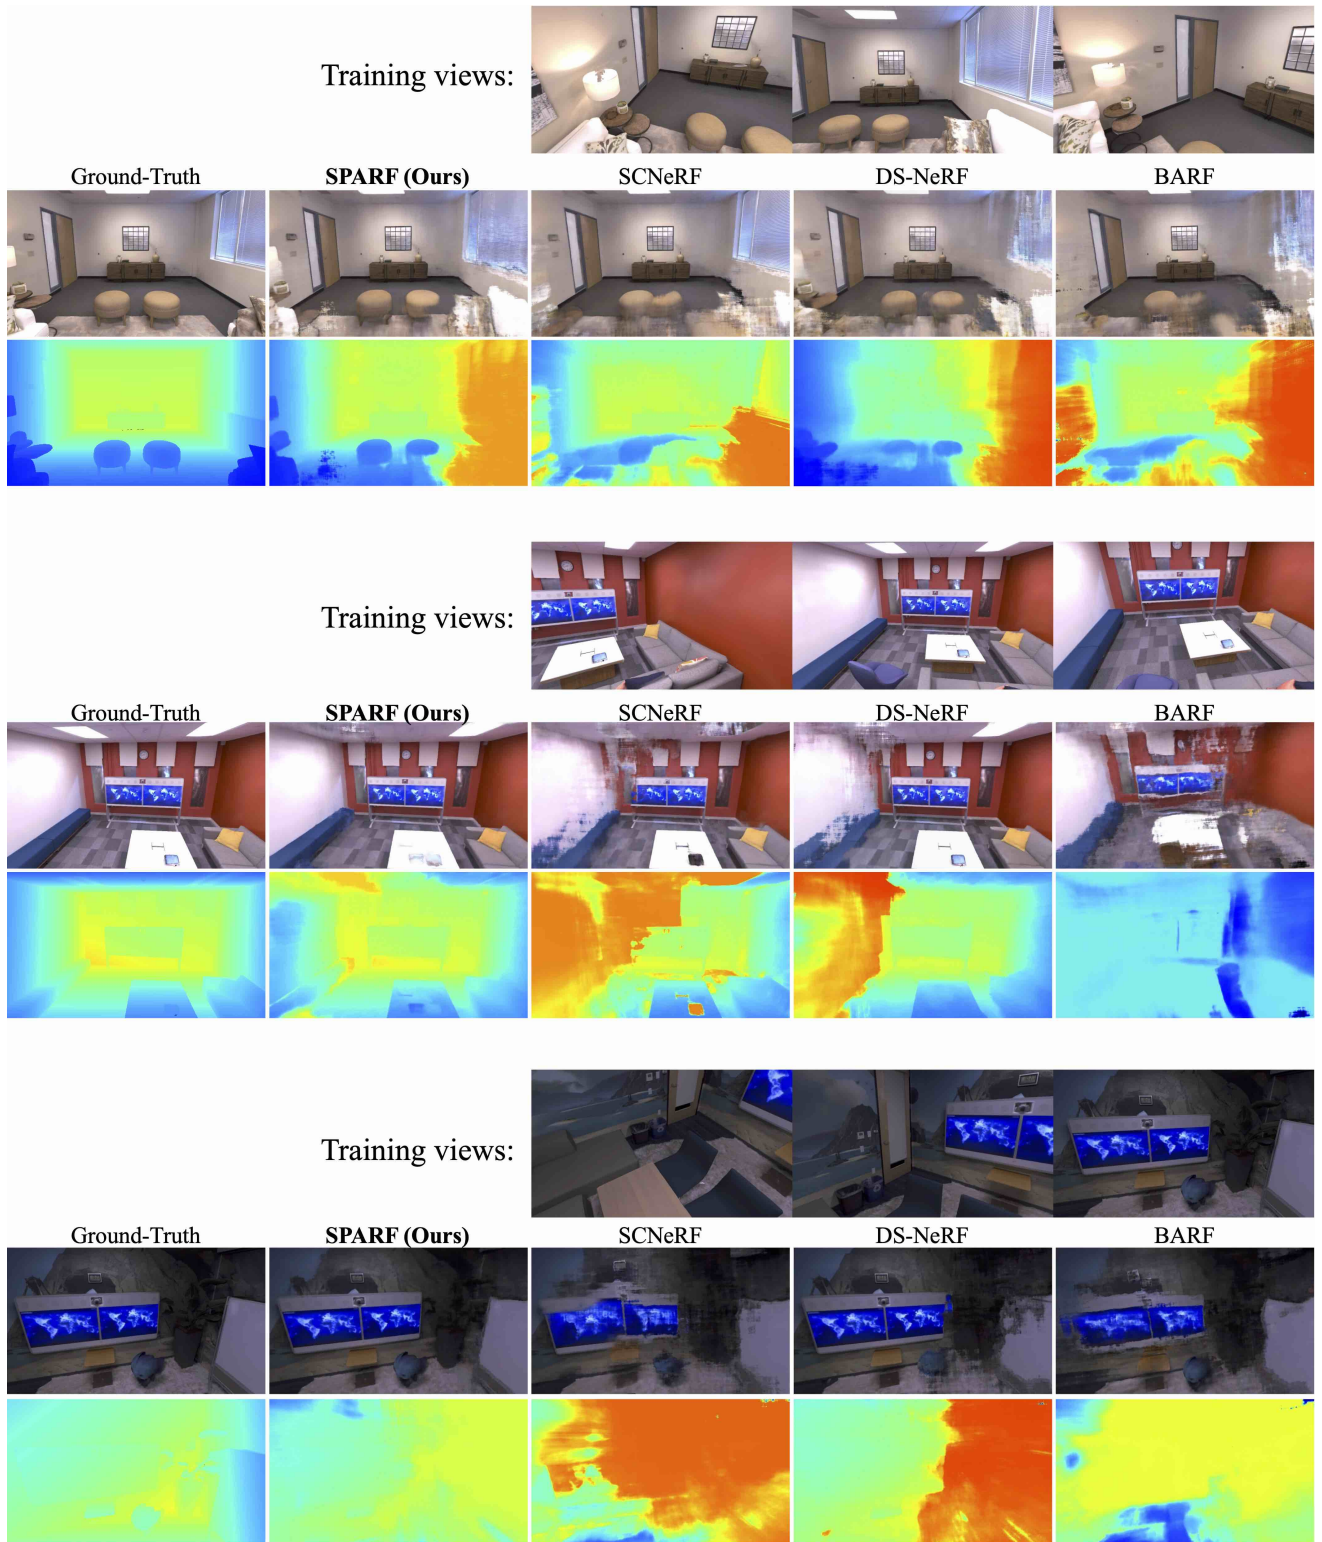 Training views:
Ground-Truth SPARF (Ours) SCNeRF DS-NeRF BARF
Training views:
Ground-Truth SPARF (Ours) SCNeRF DS-NeRF BARF
Training views:
Ground-Truth SPARF (Ours) SCNeRF DS-NeRF BARF